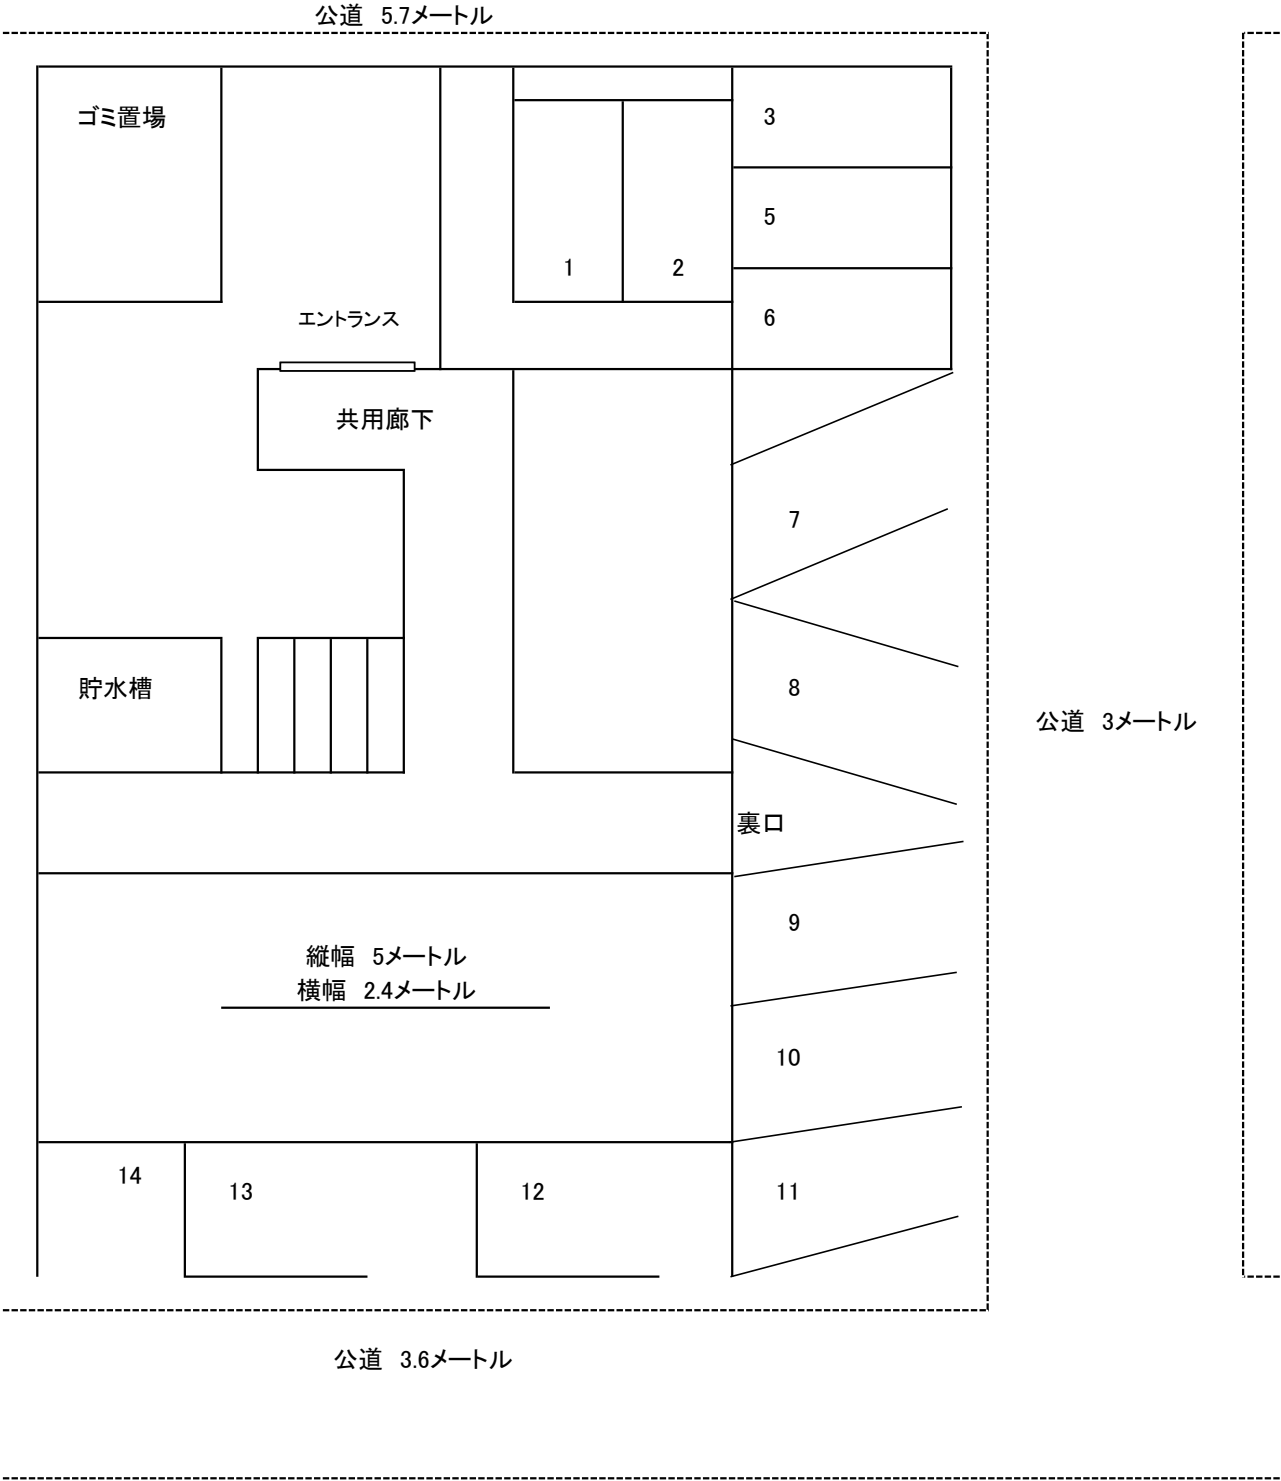 公道 5.7メートル
ゴミ置場
3
5
1
2
6
エントランス
共用廊下
7
貯水槽
8
公道 3メートル
裏口
9
縦幅 5メートル
横幅 2.4メートル
10
14
13
12
11
公道 3.6メートル